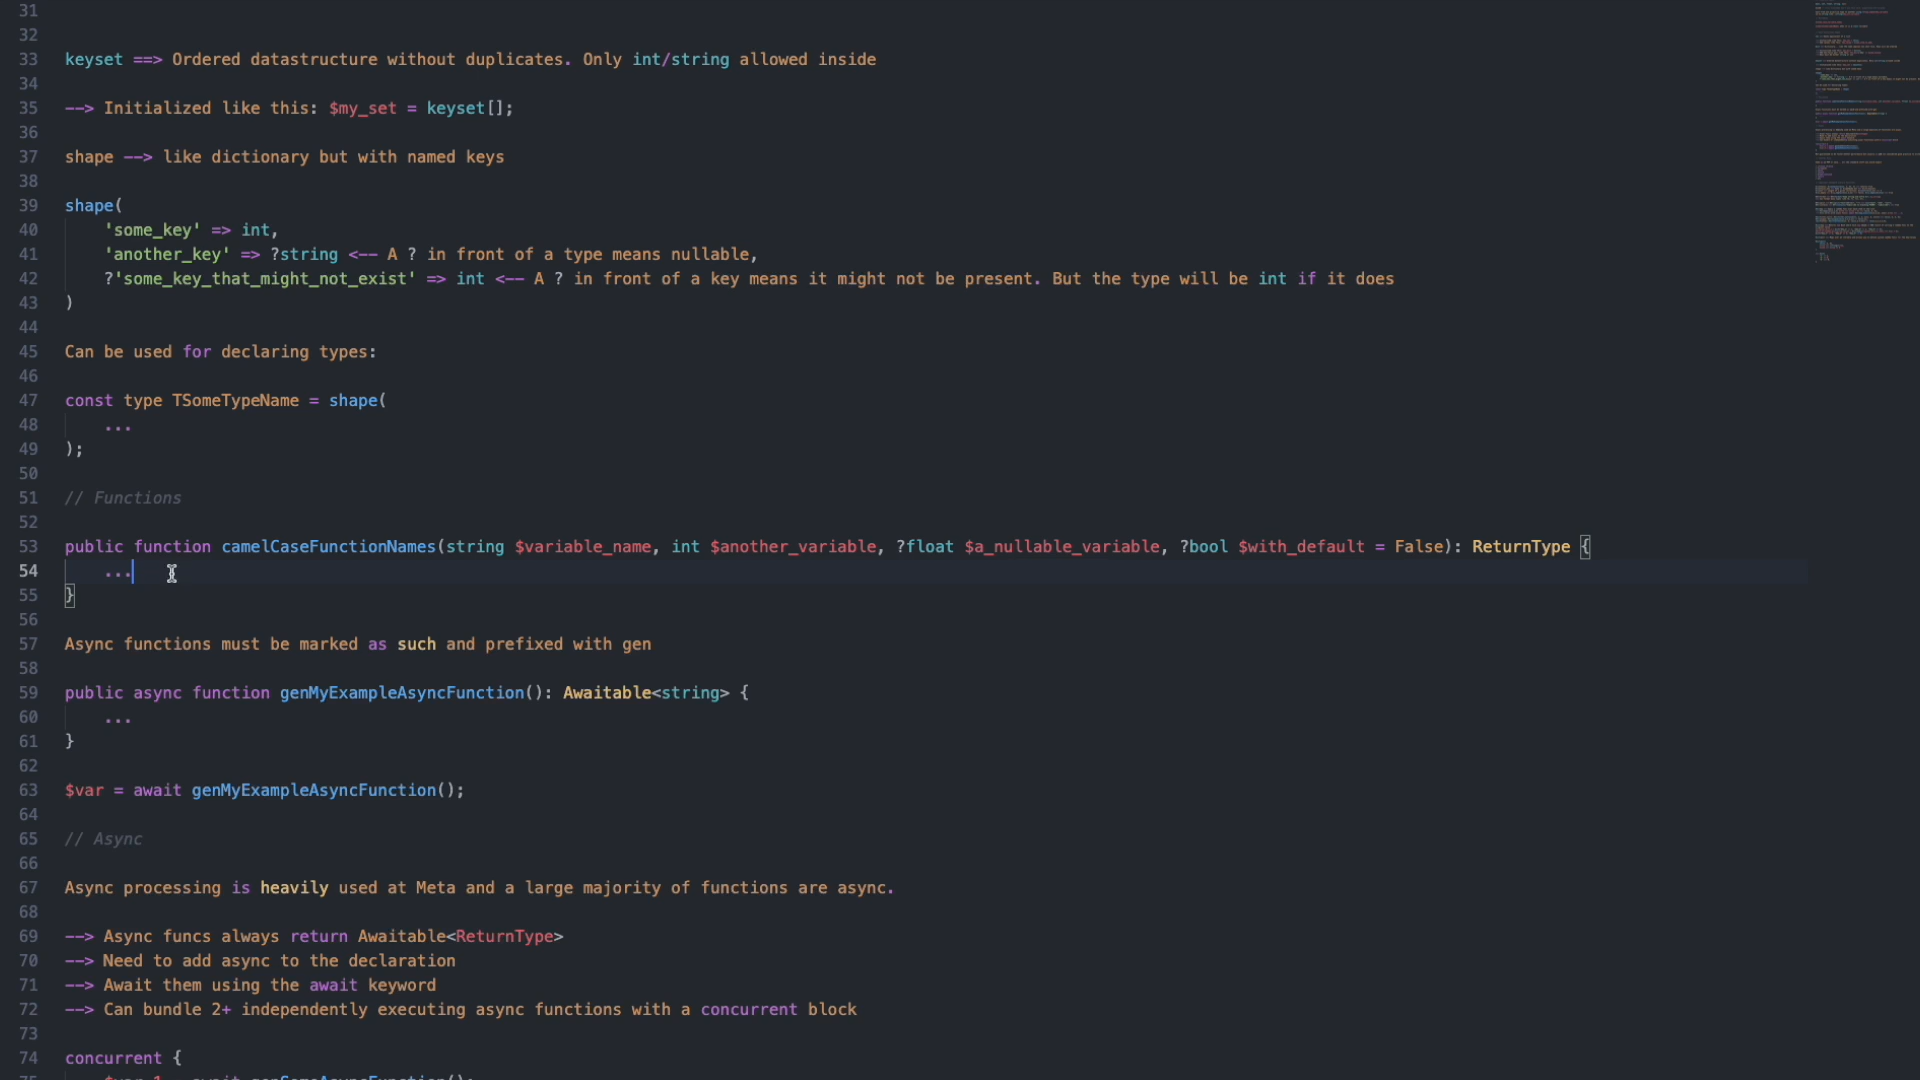 31
32
33 keyset ==> Ordered datastructure without duplicates. Only int/string allowed inside
34
35 --> Initialized like this: $my_set = keyset[];
36
37 shape --> like dictionary but with named keys
38
39 shape(
40     'some_key' => int,
41     'another_key' => ?string <-- A ? in front of a type means nullable,
42     ?'some_key_that_might_not_exist' => int <-- A ? in front of a key means it might not be present. But the type will be int if it does
43 )
44
45 Can be used for declaring types:
46
47 const type TSomeTypeName = shape(
48     ...
49 );
50
51 // Functions
52
53 public function camelCaseFunctionNames(string $variable_name, int $another_variable, ?float $a_nullable_variable, ?bool $with_default = False): ReturnType {
54     ...
55 }
56
57 Async functions must be marked as such and prefixed with gen
58
59 public async function genMyExampleAsyncFunction(): Awaitable<string> {
60     ...
61 }
62
63 $var = await genMyExampleAsyncFunction();
64
65 // Async
66
67 Async processing is heavily used at Meta and a large majority of functions are async.
68
69 --> Async funcs always return Awaitable<ReturnType>
70 --> Need to add async to the declaration
71 --> Await them using the await keyword
72 --> Can bundle 2+ independently executing async functions with a concurrent block
73
74 concurrent {